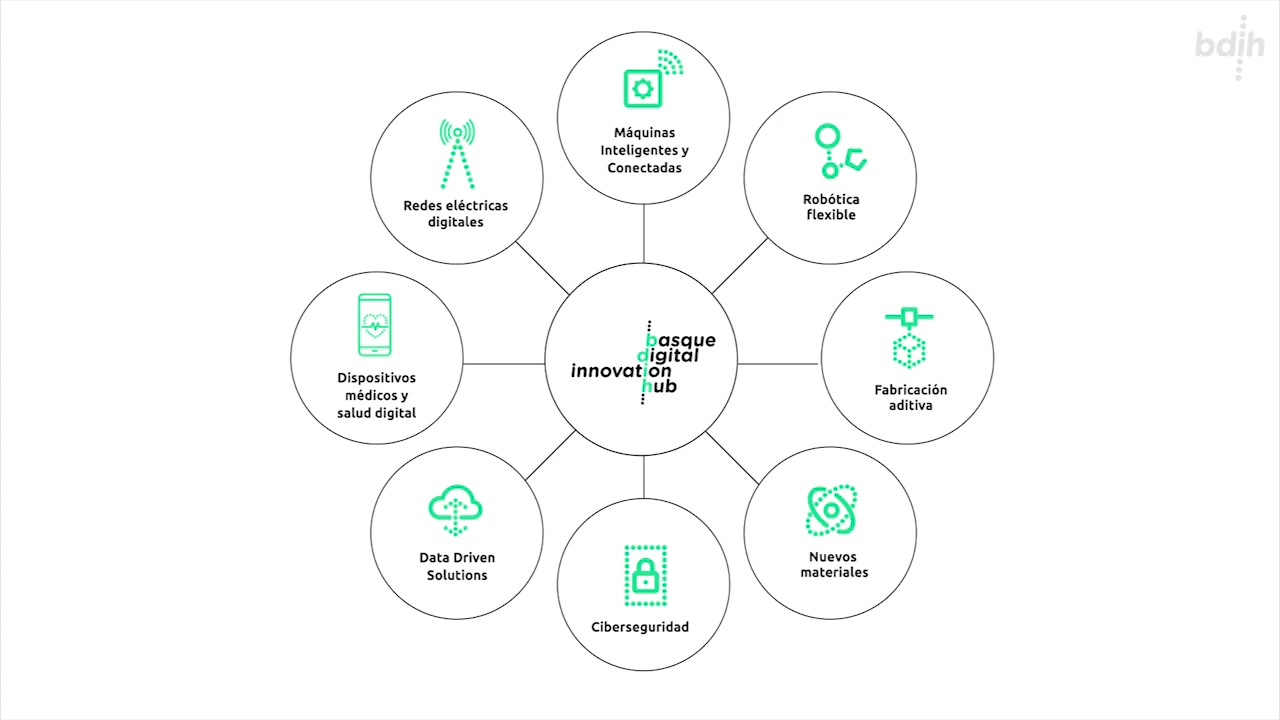 bdih
Máquinas
Inteligentes y
Conectadas
Redes eléctricas
digitales
Robótica
flexible
Dispositivos
médicos y
salud digital
basque
digital
innovation
hub
Fabricación
aditiva
Data Driven
Solutions
Nuevos
materiales
Ciberseguridad